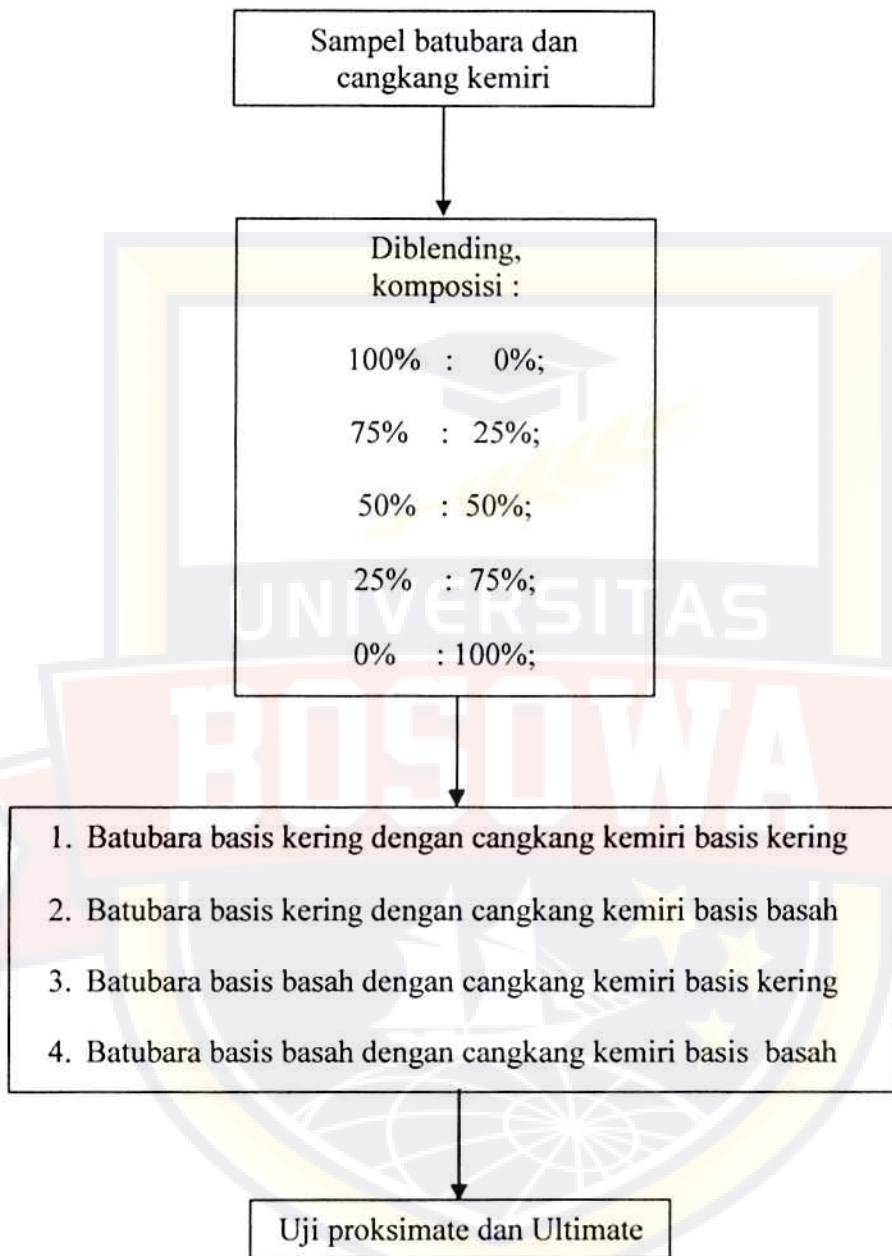 Sampel batubara dan
cangkang kemiri
Diblending,
komposisi :
100% : 0%;
75% : 25%;
50% : 50%;
25% : 75%;
0% : 100%;
UNIVERSITAS
BOSOWA
1. Batubara basis kering dengan cangkang kemiri basis kering
2. Batubara basis kering dengan cangkang kemiri basis basah
3. Batubara basis basah dengan cangkang kemiri basis kering
4. Batubara basis basah dengan cangkang kemiri basis basah
Uji proksimate dan Ultimate